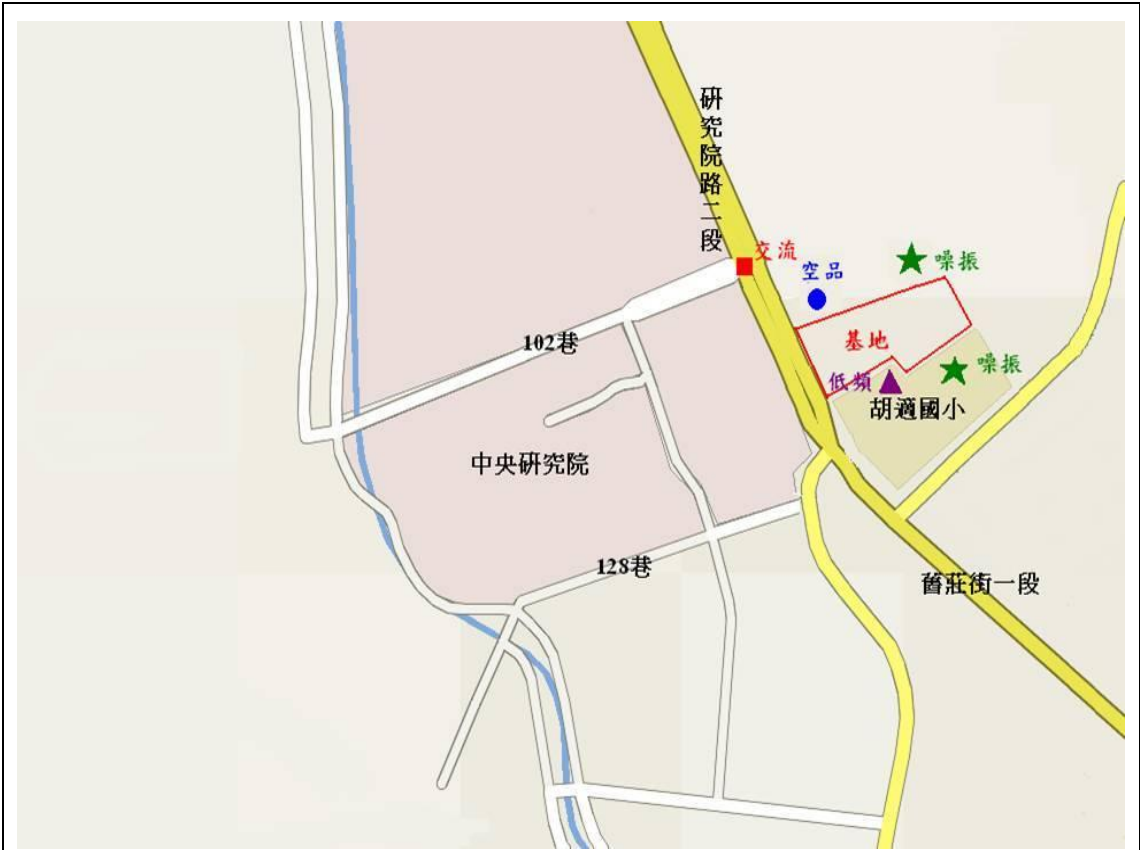 研究院路二段
交流
空品
噪振
基地
102巷
低頻
噪振
胡適國小
中央研究院
128巷
舊莊街一段